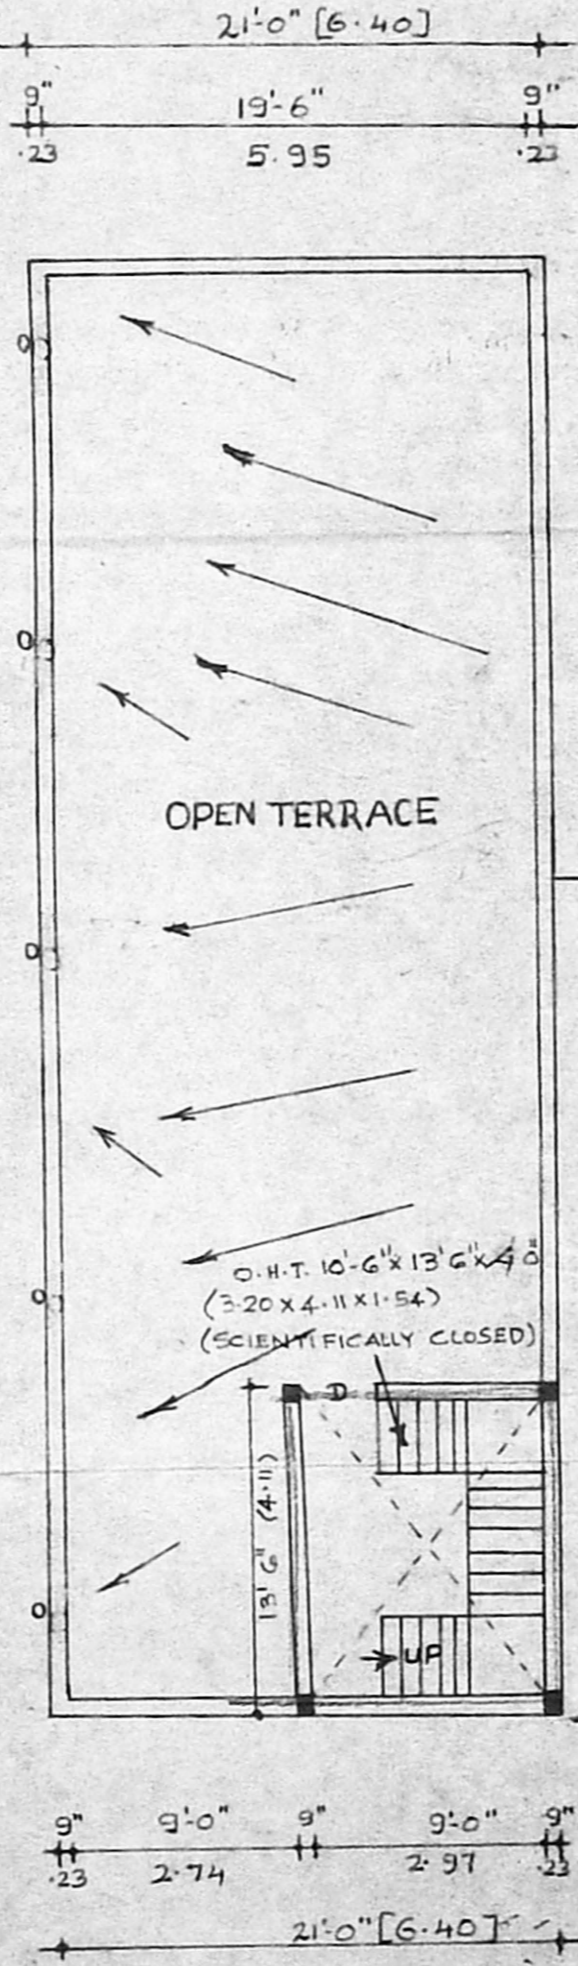 21'-0" [6.40]
9" 19'-6" 9"
.23 5.95 .23
OPEN TERRACE
O.H.T. 10'-6" x 13'6" x 4'0"
(3.20 x 4.11 x 1.54)
(SCIENTIFICALLY CLOSED)
D
13'6" (4.11)
UP
9" 9'-0" 9" 9'-0" 9"
.23 2.74 2.97 .23
21'-0" [6.40]